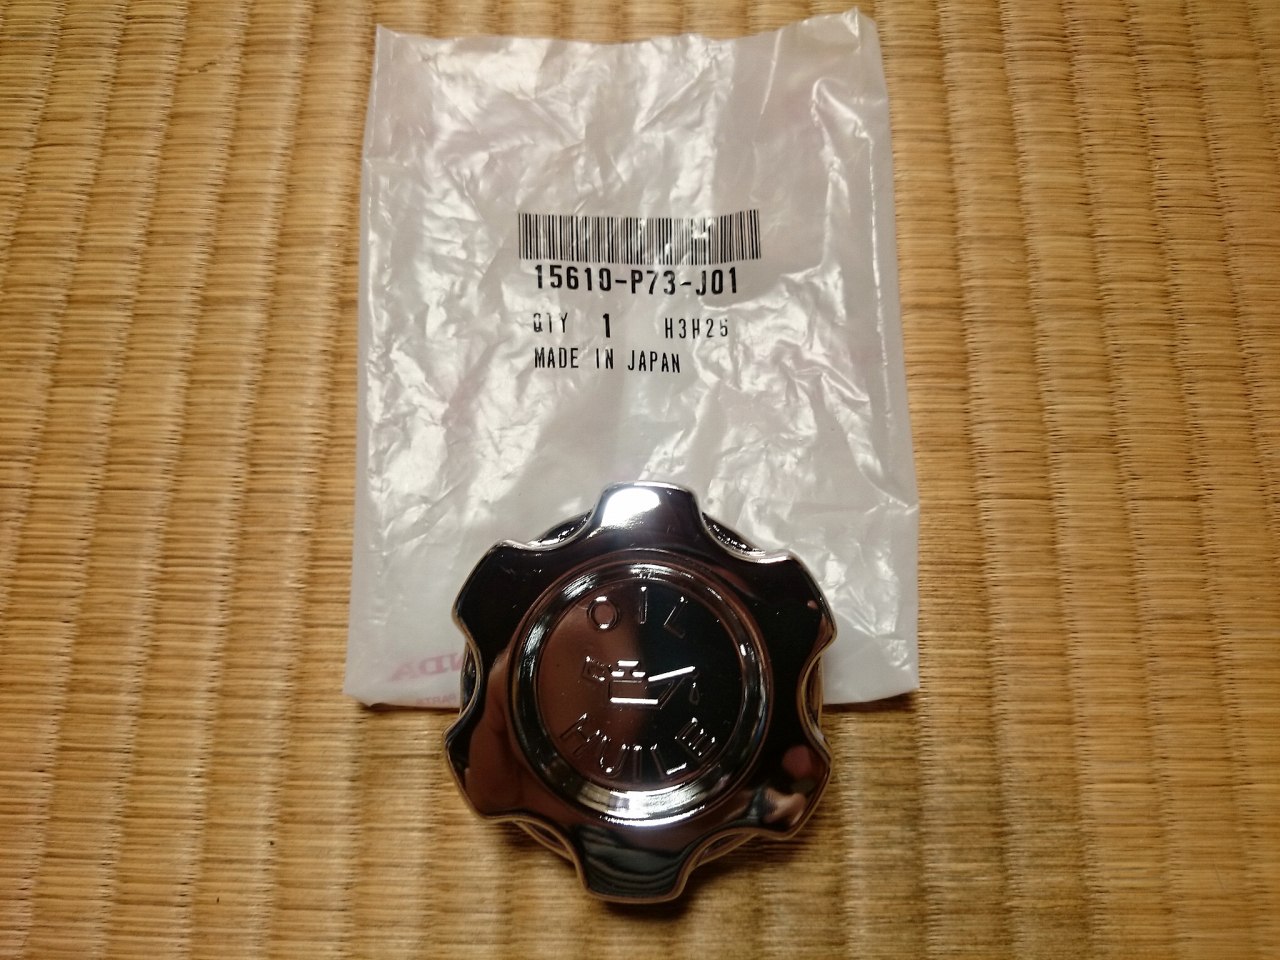 15610-P73-J01
QTY 1 H3H25
MADE IN JAPAN
OIL
HUILE